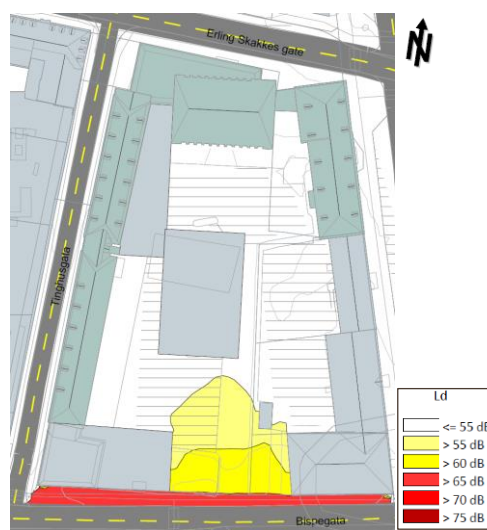 Erling Skakkes gate
N
Tinghusgata
Bispegata
Ld
<= 55 dB
> 55 dB
> 60 dB
> 65 dB
> 70 dB
> 75 dB